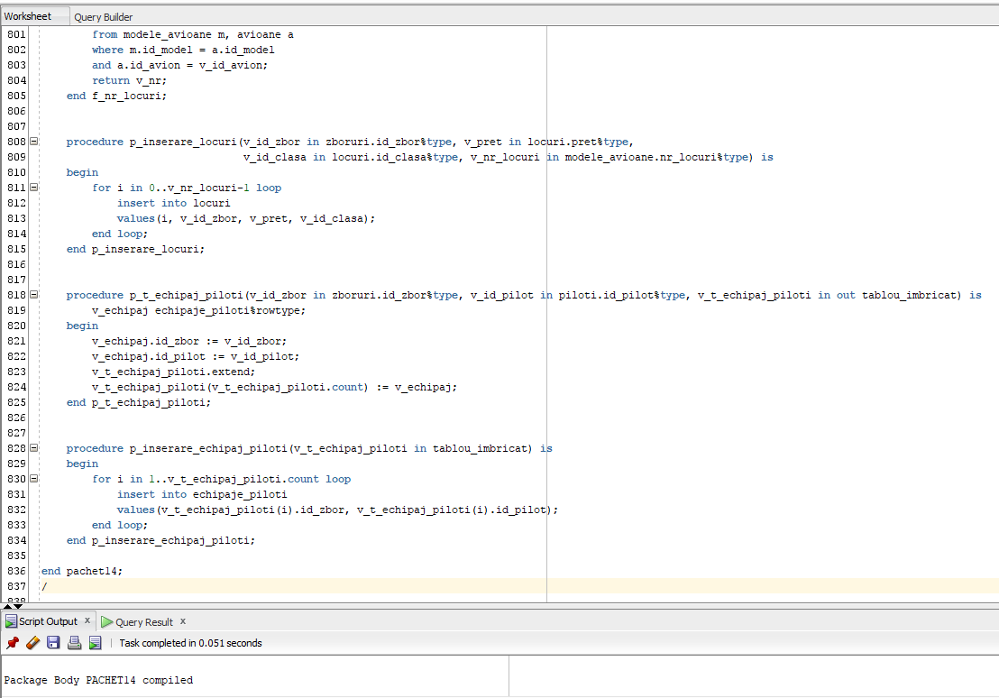 Worksheet Query Builder
801 from modele_avioane m, avioane a
802 where m.id_model = a.id_model
803 and a.id_avion = v_id_avion;
804 return v_nr;
805 end f_nr_locuri;
806
807
808 procedure p_inserare_locuri(v_id_zbor in zboruri.id_zbor%type, v_pret in locuri.pret%type,
809 v_id_clasa in locuri.id_clasa%type, v_nr_locuri in modele_avioane.nr_locuri%type) is
810 begin
811 for i in 0..v_nr_locuri-1 loop
812 insert into locuri
813 values(i, v_id_zbor, v_pret, v_id_clasa);
814 end loop;
815 end p_inserare_locuri;
816
817
818 procedure p_t_echipaj_piloti(v_id_zbor in zboruri.id_zbor%type, v_id_pilot in piloti.id_pilot%type, v_t_echipaj_piloti in out tablou_imbricat) is
819 v_echipaj echipaje_piloti%rowtype;
820 begin
821 v_echipaj.id_zbor := v_id_zbor;
822 v_echipaj.id_pilot := v_id_pilot;
823 v_t_echipaj_piloti.extend;
824 v_t_echipaj_piloti(v_t_echipaj_piloti.count) := v_echipaj;
825 end p_t_echipaj_piloti;
826
827
828 procedure p_inserare_echipaj_piloti(v_t_echipaj_piloti in tablou_imbricat) is
829 begin
830 for i in 1..v_t_echipaj_piloti.count loop
831 insert into echipaje_piloti
832 values(v_t_echipaj_piloti(i).id_zbor, v_t_echipaj_piloti(i).id_pilot);
833 end loop;
834 end p_inserare_echipaj_piloti;
835
836 end pachet14;
837 /
838
Script Output x Query Result x
Task completed in 0.051 seconds
Package Body PACHET14 compiled